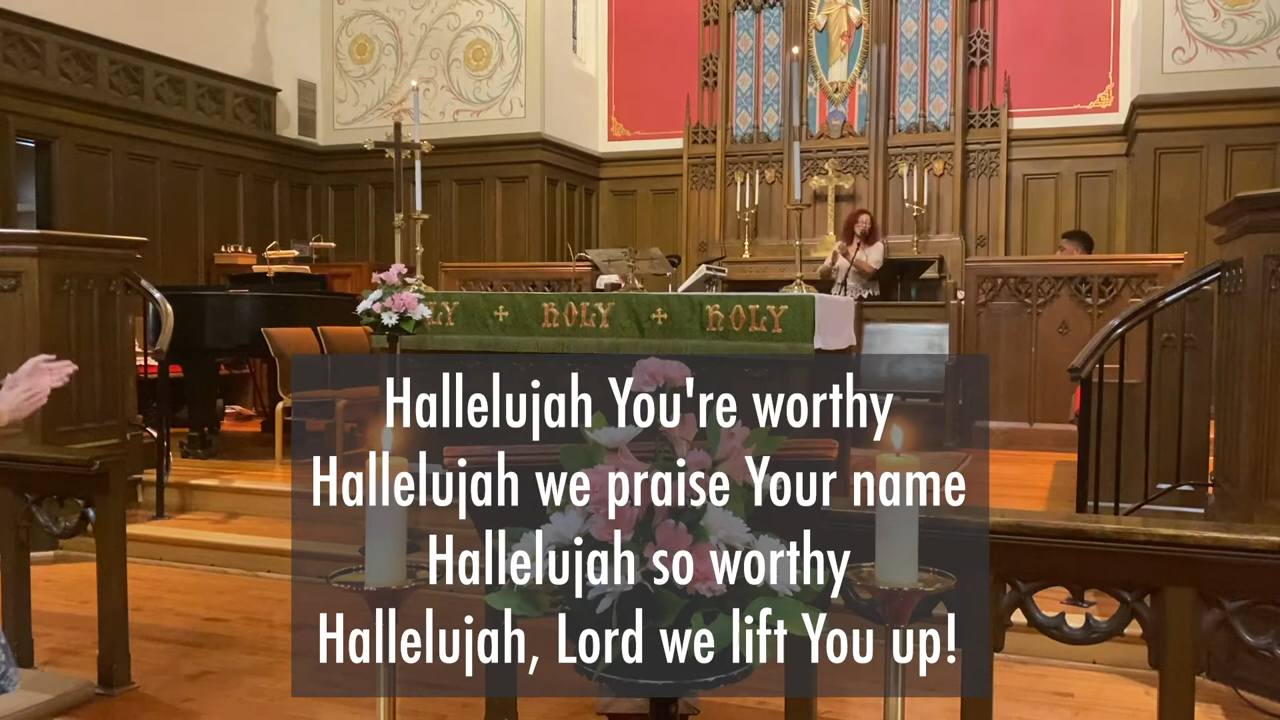 LY HOLY HOLY
Hallelujah You're worthy
Hallelujah we praise Your name
Hallelujah so worthy
Hallelujah, Lord we lift You up!